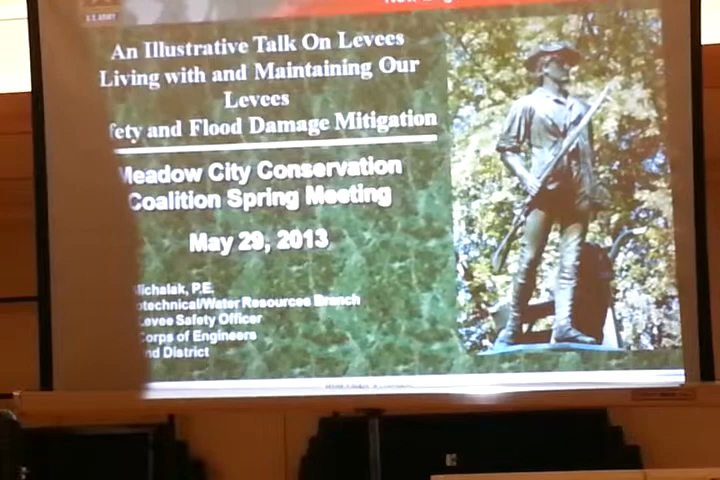 U.S. ARMY
An Illustrative Talk On Levees
Living with and Maintaining Our
Levees
fety and Flood Damage Mitigation
Meadow City Conservation
Coalition Spring Meeting
May 29, 2013
Michalak, P.E.
otechnical/Water Resources Branch
Levee Safety Officer
Corps of Engineers
nd District